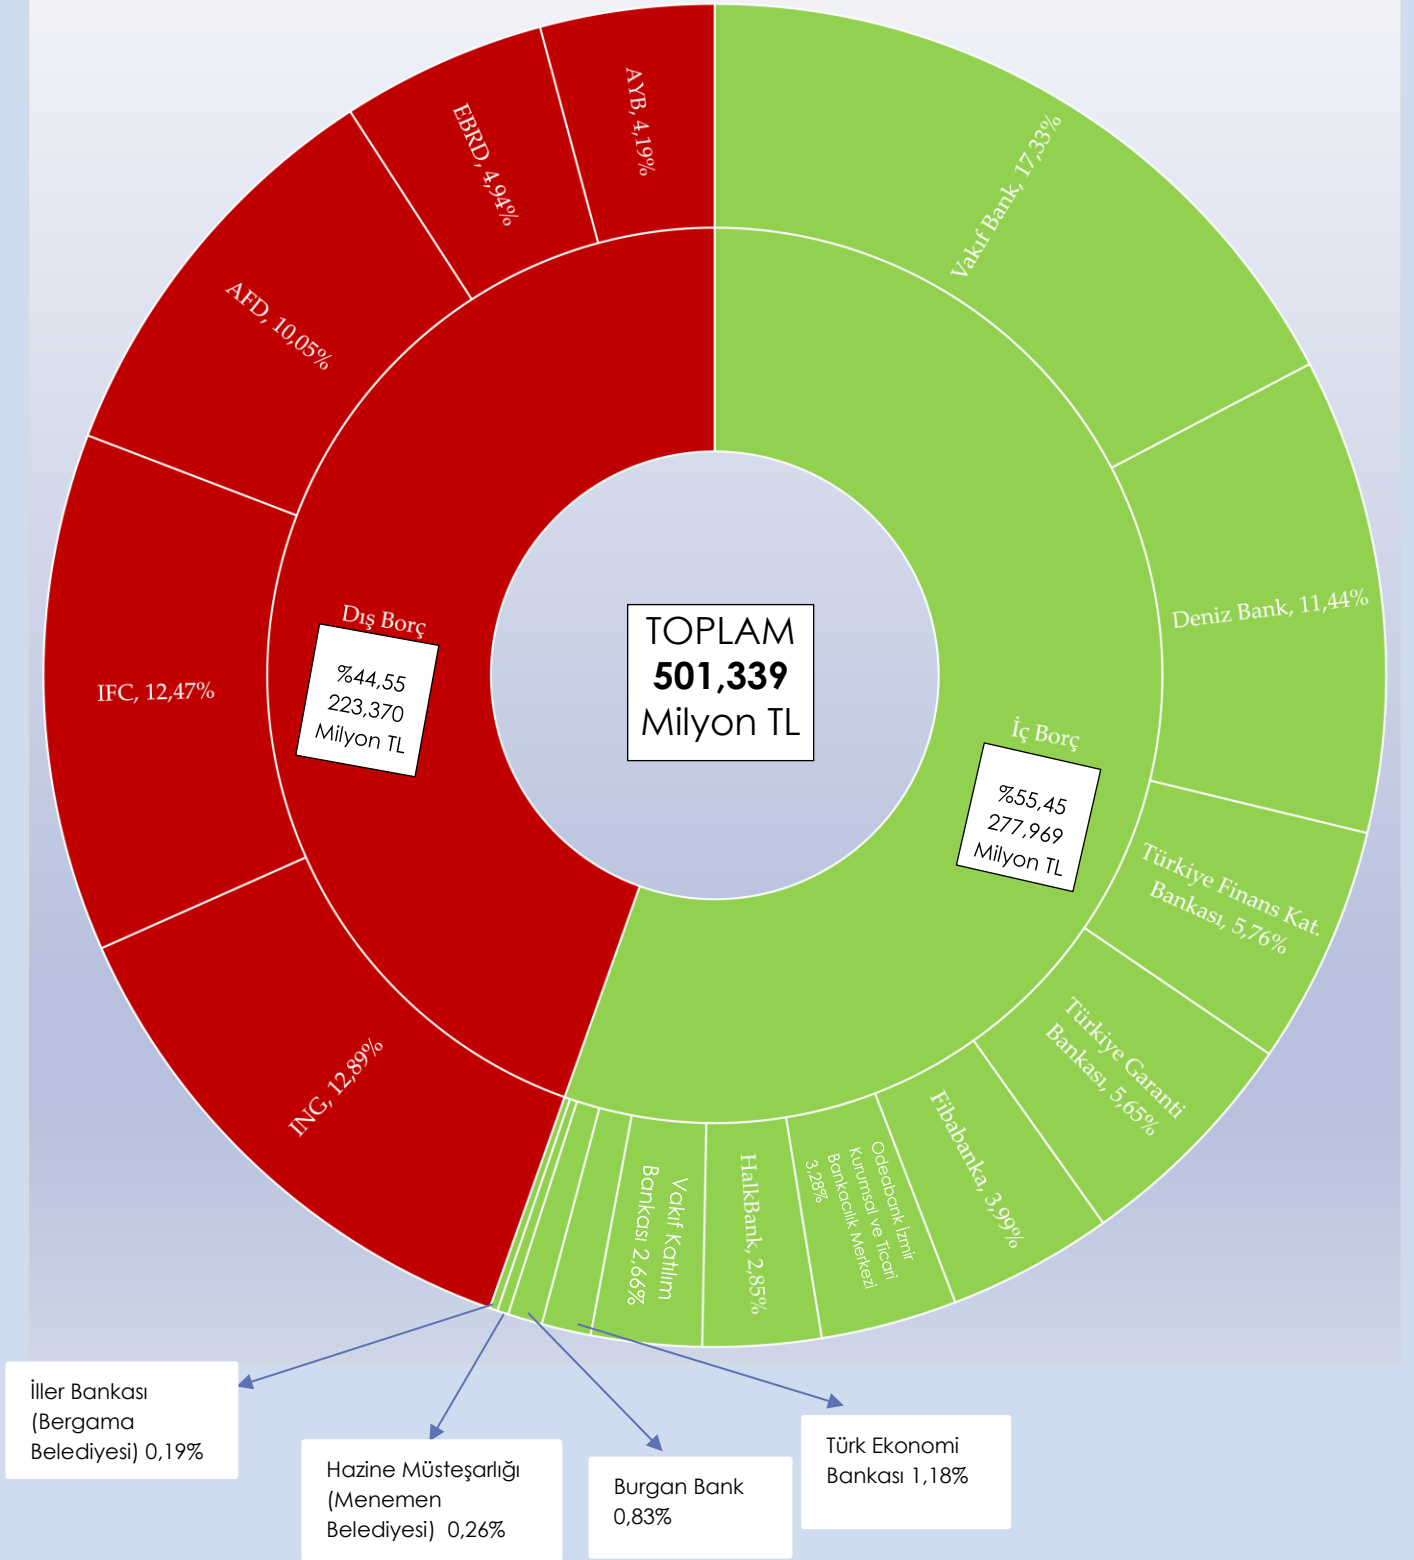 AYB, 4,19%
EBRD, 4,94%
AFD, 10,05%
IFC, 12,47%
ING, 12,89%
Dış Borç
%44,55
223,370
Milyon TL
TOPLAM
501,339
Milyon TL
Vakıf Bank, 17,33%
Deniz Bank, 11,44%
İç Borç
%55,45
277,969
Milyon TL
Türkiye Finans Kat.
Bankası, 5,76%
Türkiye Garanti
Bankası, 5,65%
Fibabanka, 3,99%
Odeabank İzmir
Kurumsal ve Ticari
Bankacılık Merkezi
3,28%
HalkBank, 2,85%
Vakıf Katılım
Bankası 2,66%
İller Bankası
(Bergama
Belediyesi) 0,19%
Hazine Müsteşarlığı
(Menemen
Belediyesi) 0,26%
Burgan Bank
0,83%
Türk Ekonomi
Bankası 1,18%